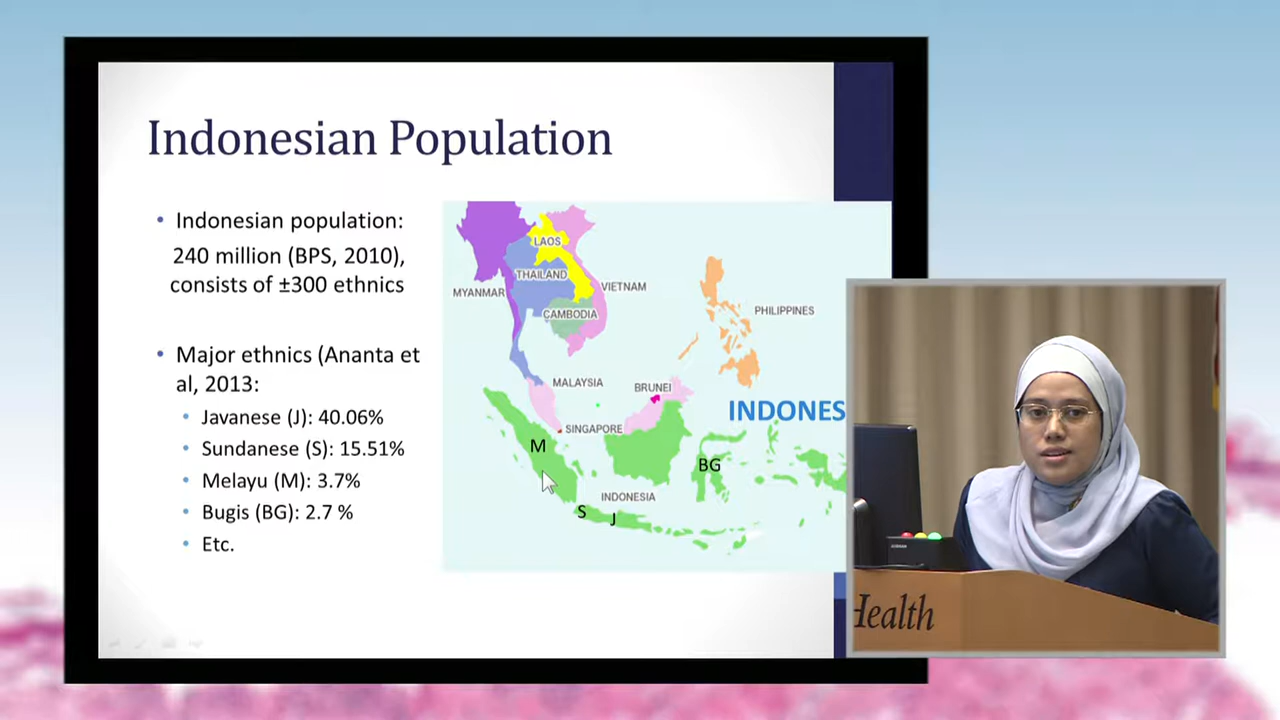 Indonesian Population
• Indonesian population:
240 million (BPS, 2010),
consists of ±300 ethnics
• Major ethnics (Ananta et
al, 2013:
• Javanese (J): 40.06%
• Sundanese (S): 15.51%
• Melayu (M): 3.7%
• Bugis (BG): 2.7 %
• Etc.
LAOS
THAILAND
MYANMAR
VIETNAM
CAMBODIA
PHILIPPINES
MALAYSIA
BRUNEI
INDONES
SINGAPORE
M
BG
INDONESIA
S
J
Health